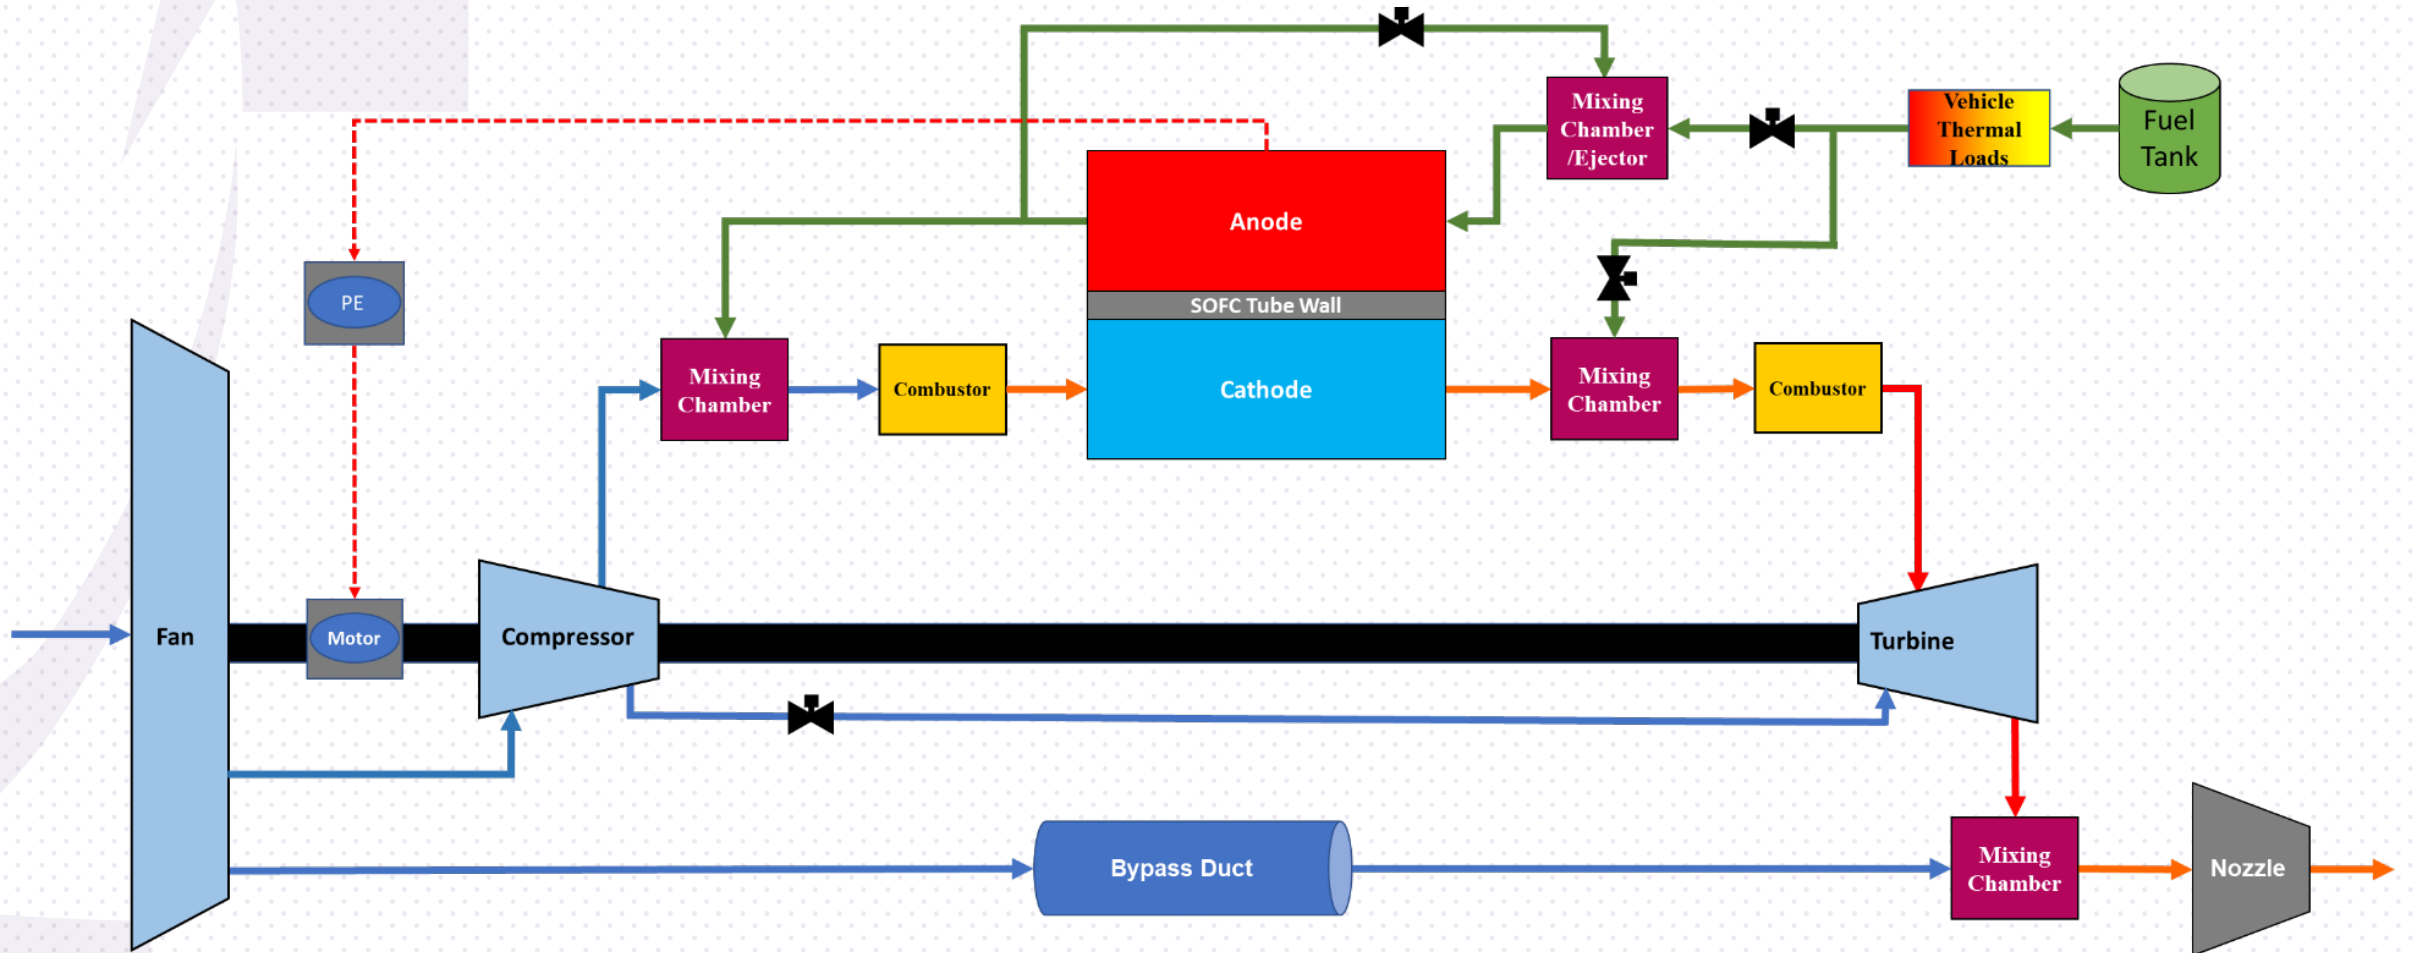 Mixing
Chamber
/Ejector
Vehicle
Thermal
Loads
Fuel
Tank
Anode
PE
SOFC Tube Wall
Mixing
Chamber
Combustor
Cathode
Mixing
Chamber
Combustor
Fan
Motor
Compressor
Turbine
Bypass Duct
Mixing
Chamber
Nozzle